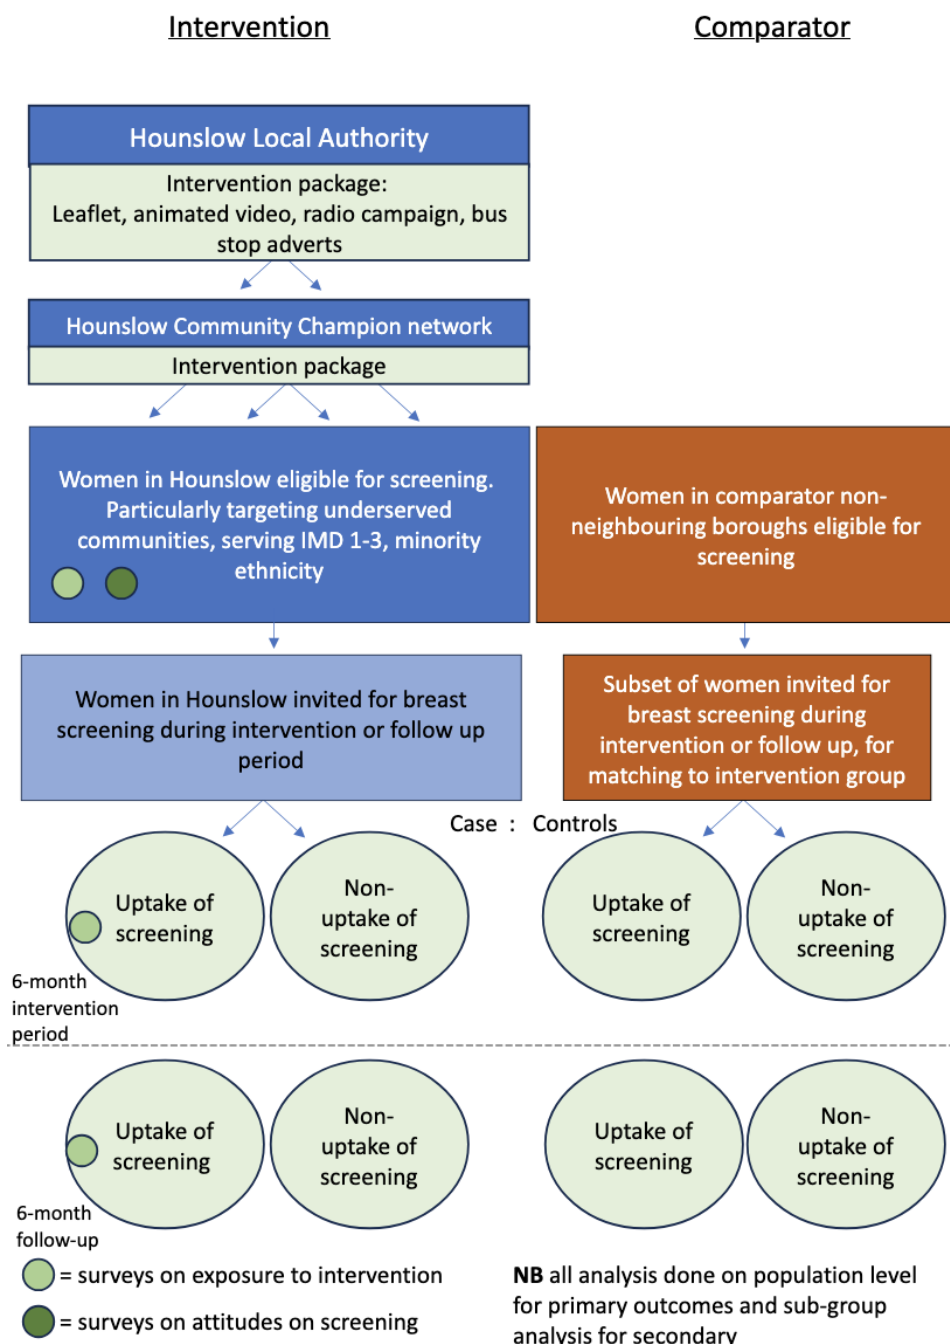 Intervention
Comparator
Hounslow Local Authority
Intervention package:
Leaflet, animated video, radio campaign, bus
stop adverts
Hounslow Community Champion network
Intervention package
Women in Hounslow eligible for screening.
Particularly targeting underserved
communities, serving IMD 1-3, minority
ethnicity
Women in comparator non-
neighbouring boroughs eligible for
screening
Women in Hounslow invited for breast
screening during intervention or follow up
period
Subset of women invited for
breast screening during
intervention or follow up, for
matching to intervention group
Case : Controls
Uptake of
screening
Non-
uptake of
screening
Uptake of
screening
Non-
uptake of
screening
6-month
intervention
period
Uptake of
screening
Non-
uptake of
screening
Uptake of
screening
Non-
uptake of
screening
6-month
follow-up
= surveys on exposure to intervention
= surveys on attitudes on screening
NB all analysis done on population level
for primary outcomes and sub-group
analysis for secondary